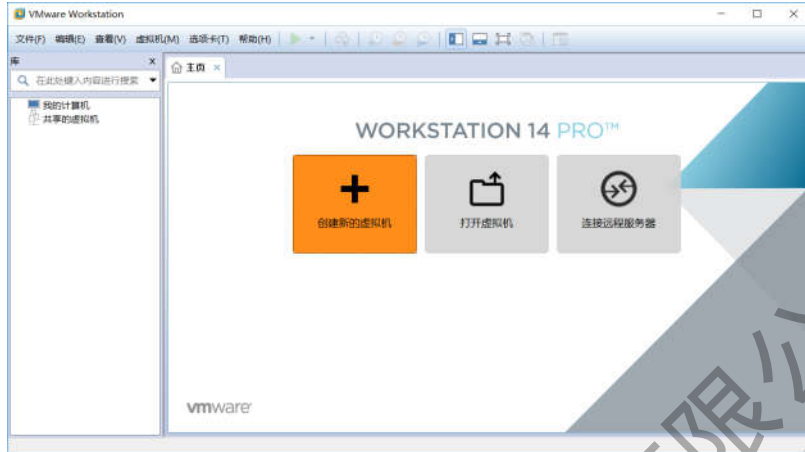 VMware Workstation
文件(F) 编辑(E) 查看(V) 虚拟机(M) 选项卡(T) 帮助(H)
库
主页
在此处键入内容进行搜索
我的计算机
共享的虚拟机
WORKSTATION 14 PRO™
创建新的虚拟机
打开虚拟机
连接远程服务器
vmware
有限公